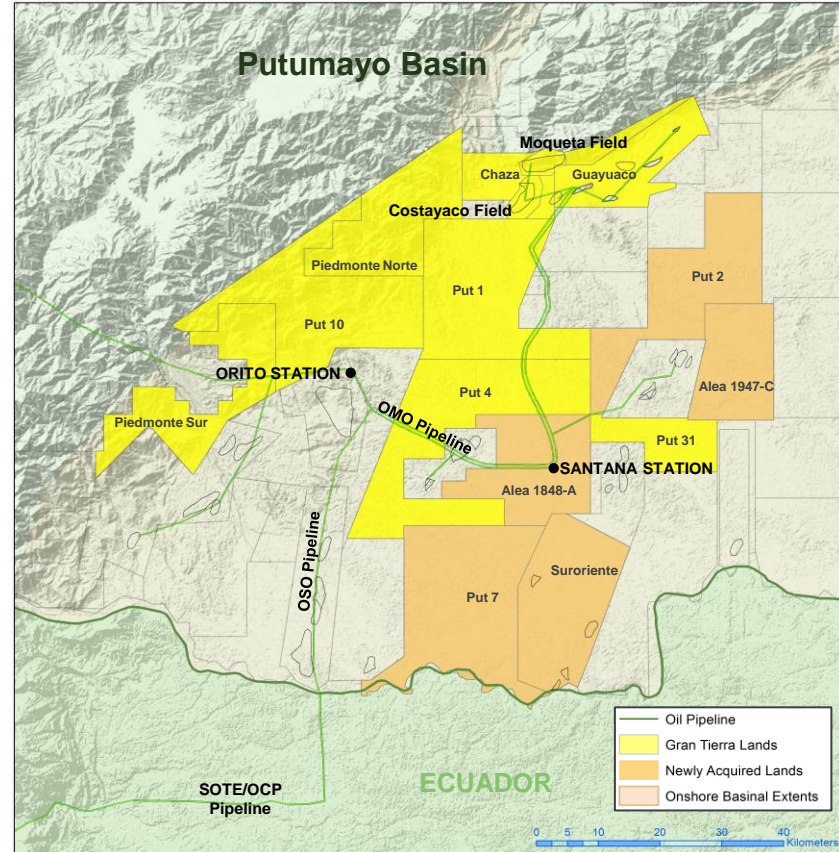 Putumayo Basin
Moqueta Field
Chaza
Guayuaco
Costayaco Field
Piedmonte Norte
Put 2
Put 1
Put 10
ORITO STATION
Alea 1947-C
Put 4
Piedmonte Sur
OMO Pipeline
Put 31
SANTANA STATION
Alea 1848-A
OSO Pipeline
Suroriente
Put 7
Oil Pipeline
Gran Tierra Lands
Newly Acquired Lands
Onshore Basinal Extents
ECUADOR
SOTE/OCP
Pipeline
0 5 10 20 30 40
Kilometers